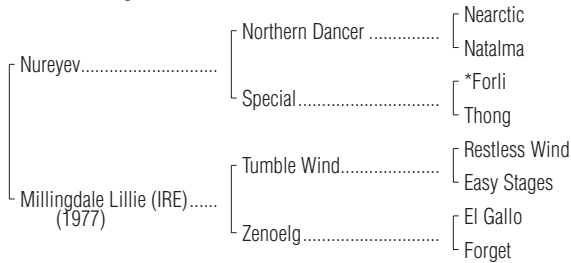 Nearctic
Northern Dancer ................
Natalma
Nureyev............................
*Forli
Special..............................
Thong
Restless Wind
Tumble Wind.....................
Easy Stages
Millingdale Lillie (IRE)......
(1977)
El Gallo
Zenoelg.............................
Forget